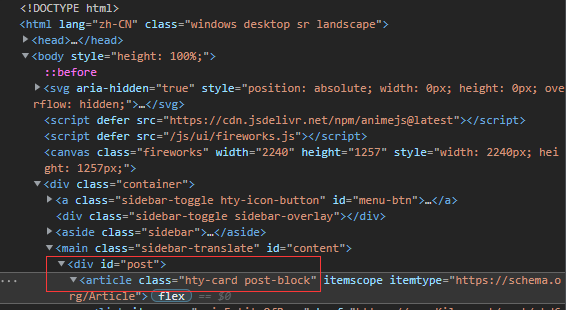 <!DOCTYPE html>
<html lang="zh-CN" class="windows desktop sr landscape">
<head>…</head>
<body style="height: 100%;">
::before
<svg aria-hidden="true" style="position: absolute; width: 0px; height: 0px; ove
rflow: hidden;">…</svg>
<script defer src="https://cdn.jsdelivr.net/npm/animejs@latest"></script>
<script defer src="/js/ui/fireworks.js"></script>
<canvas class="fireworks" width="2240" height="1257" style="width: 2240px; hei
ght: 1257px;">
<div class="container">
<a class="sidebar-toggle hty-icon-button" id="menu-btn">…</a>
<div class="sidebar-toggle sidebar-overlay"></div>
<aside class="sidebar">…</aside>
<main class="sidebar-translate" id="content">
<div id="post">
<article class="hty-card post-block" itemscope itemtype="https://schema.o
rg/Article"> flex == $0